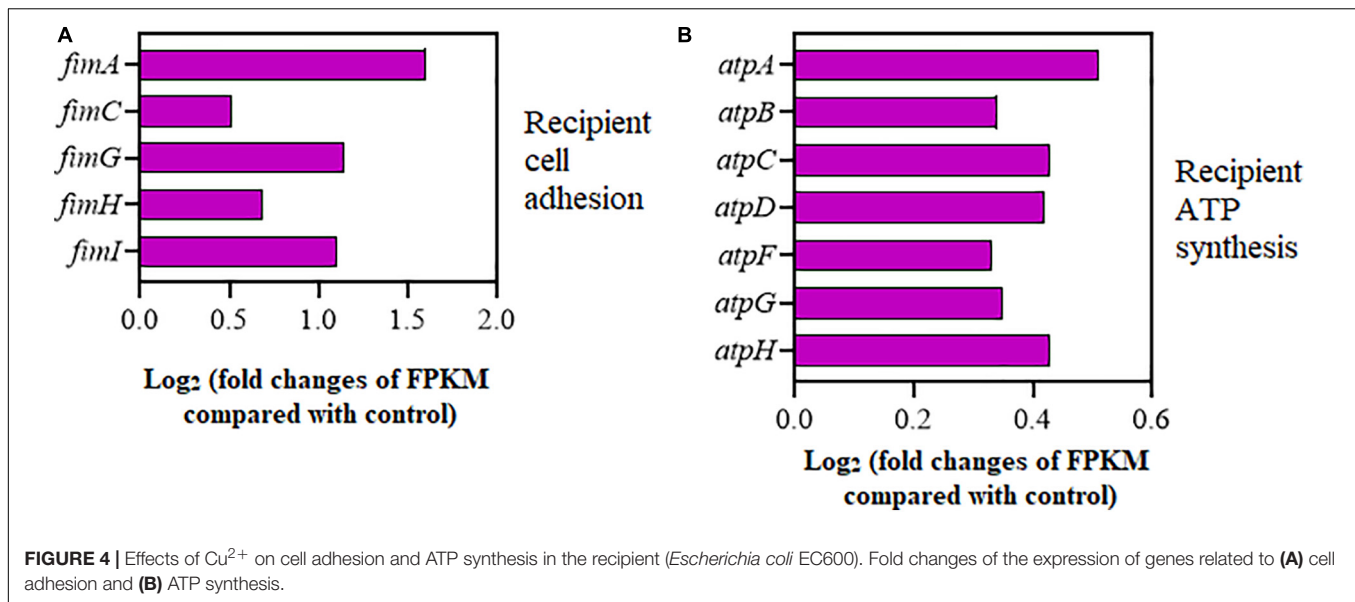 A
fimA
fimC
fimG
fimH
fimI
0.0 0.5 1.0 1.5 2.0
Log₂ (fold changes of FPKM
compared with control)
Recipient
cell
adhesion
B
atpA
atpB
atpC
atpD
atpF
atpG
atpH
0.0 0.2 0.4 0.6
Log₂ (fold changes of FPKM
compared with control)
Recipient
ATP
synthesis
FIGURE 4 | Effects of Cu²⁺ on cell adhesion and ATP synthesis in the recipient (Escherichia coli EC600). Fold changes of the expression of genes related to (A) cell
adhesion and (B) ATP synthesis.